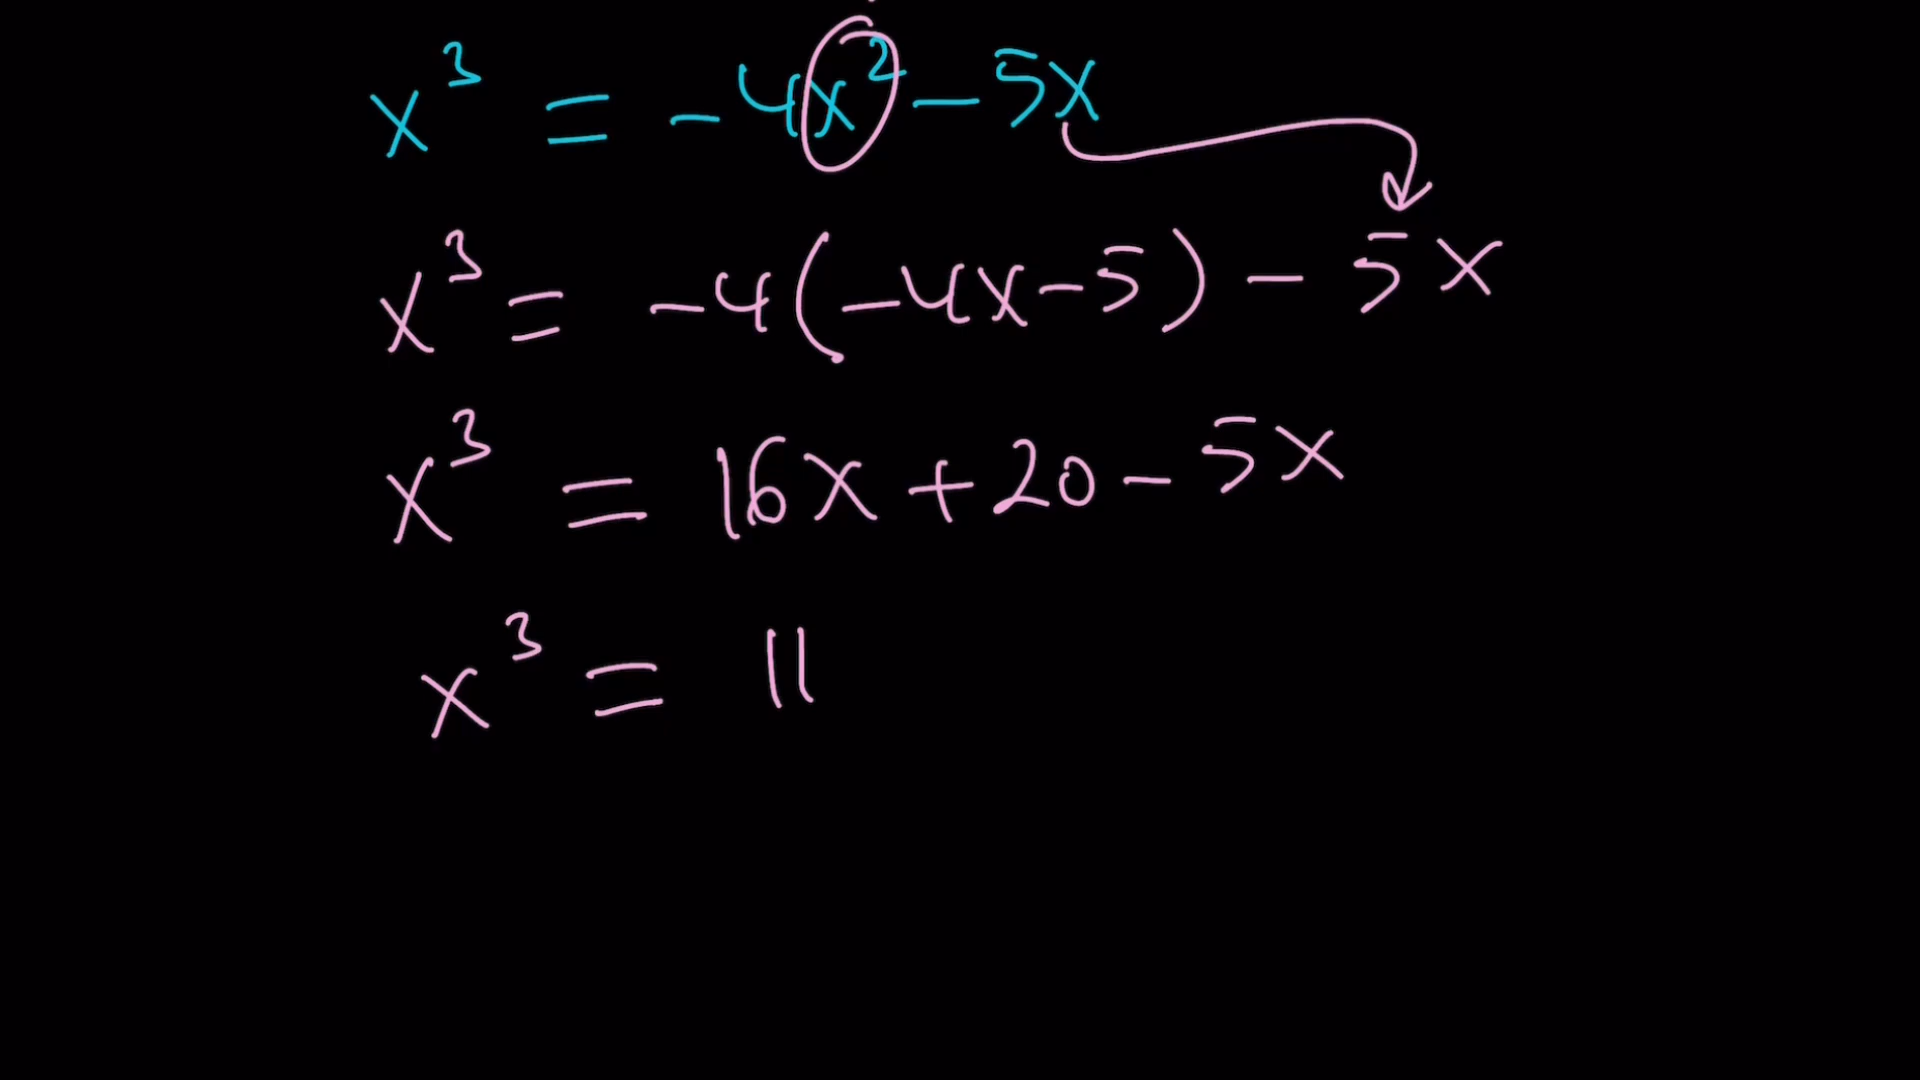 x³ = -4x² - 5x
x³ = -4(-4x-5) - 5x
x³ = 16x + 20 - 5x
x³ = 11